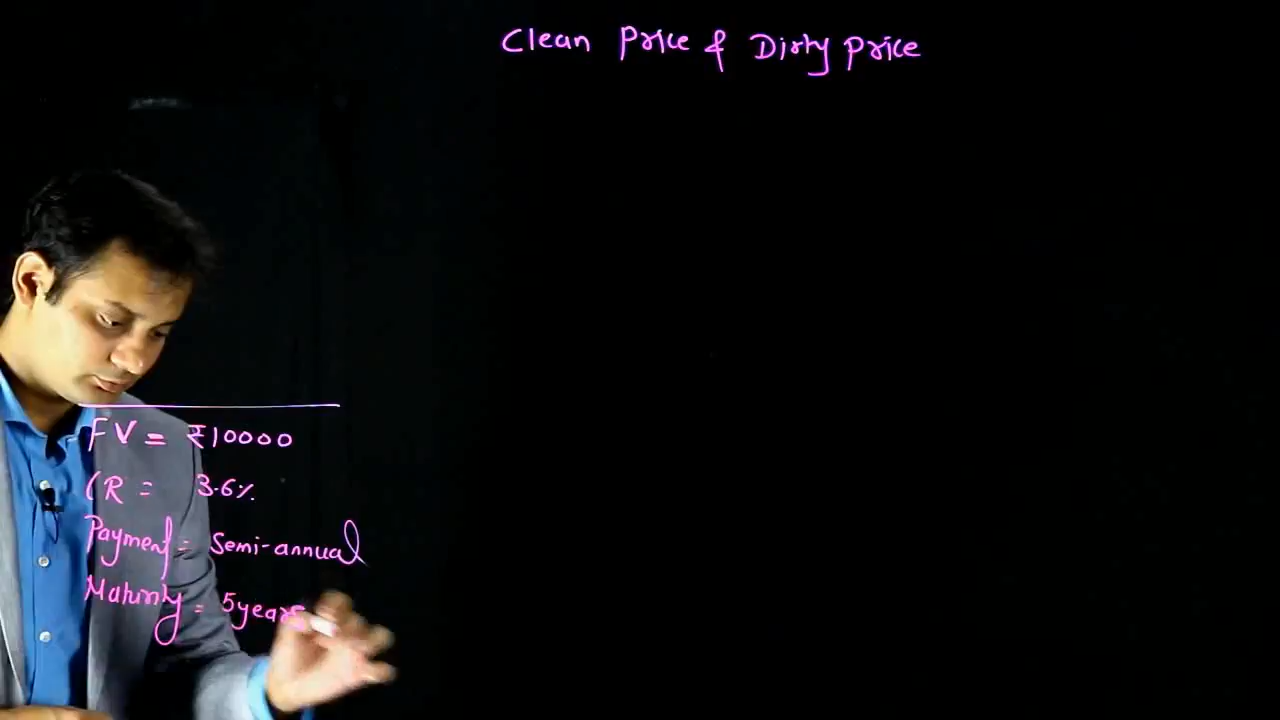 Clean Price & Dirty Price
FV = ₹10000
CR = 3.6%
Payment = Semi-annual
Maturity = 5years